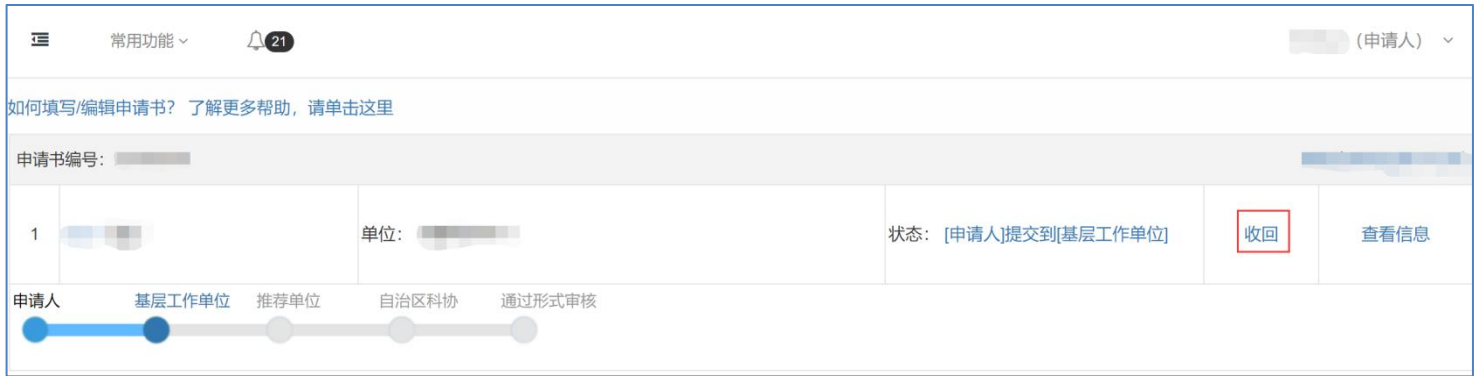 常用功能 21 (申请人)
如何填写/编辑申请书? 了解更多帮助，请单击这里
申请书编号：
1 单位： 状态： [申请人]提交到[基层工作单位] 收回 查看信息
申请人 基层工作单位 推荐单位 自治区科协 通过形式审核